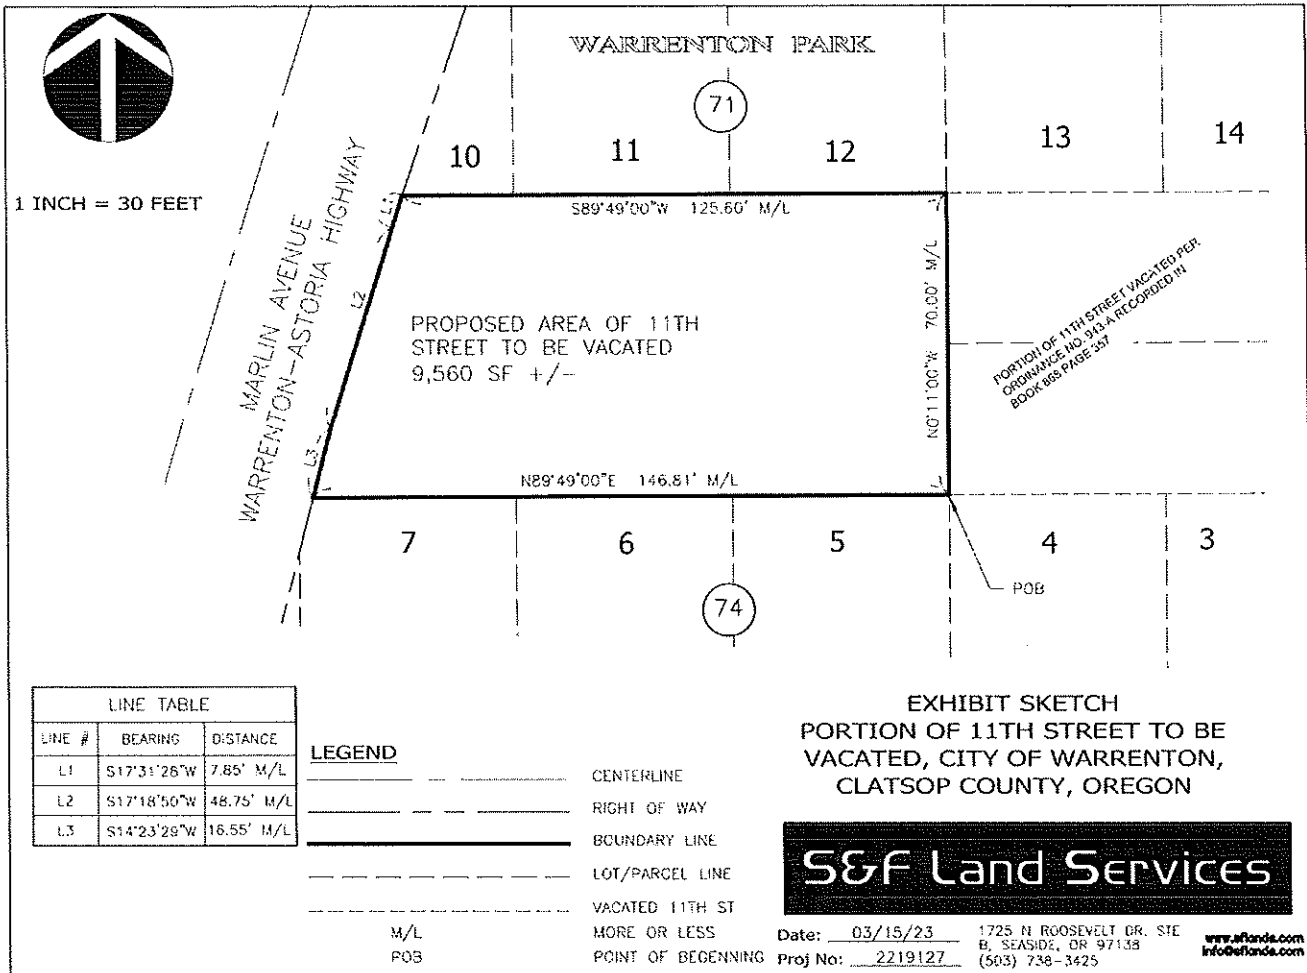 WARRENTON PARK
71
10
11
12
13
14
1 INCH = 30 FEET
MARLIN AVENUE
WARRENTON-ASTORIA HIGHWAY
L1
L2
L3
S89°49'00"W 125.60' M/L
N0°11'00"W 70.00' M/L
PROPOSED AREA OF 11TH
STREET TO BE VACATED
9,560 SF +/-
PORTION OF 11TH STREET VACATED PER
ORDINANCE NO. 943-A RECORDED IN
BOOK 865 PAGE 357
N89°49'00"E 146.81' M/L
7
6
5
4
3
POB
74
LINE TABLE
LINE # BEARING DISTANCE
L1 S17°31'28"W 7.85' M/L
L2 S17°18'50"W 48.75' M/L
L3 S14°23'29"W 16.55' M/L
LEGEND
CENTERLINE
RIGHT OF WAY
BOUNDARY LINE
LOT/PARCEL LINE
VACATED 11TH ST
M/L MORE OR LESS
POB POINT OF BEGENNING
EXHIBIT SKETCH
PORTION OF 11TH STREET TO BE
VACATED, CITY OF WARRENTON,
CLATSOP COUNTY, OREGON
S&F Land Services
Date: 03/15/23
Proj No: 2219127
1725 N ROOSEVELT DR. STE
B, SEASIDE, OR 97138
(503) 738-3425
www.sflands.com
info@sflands.com